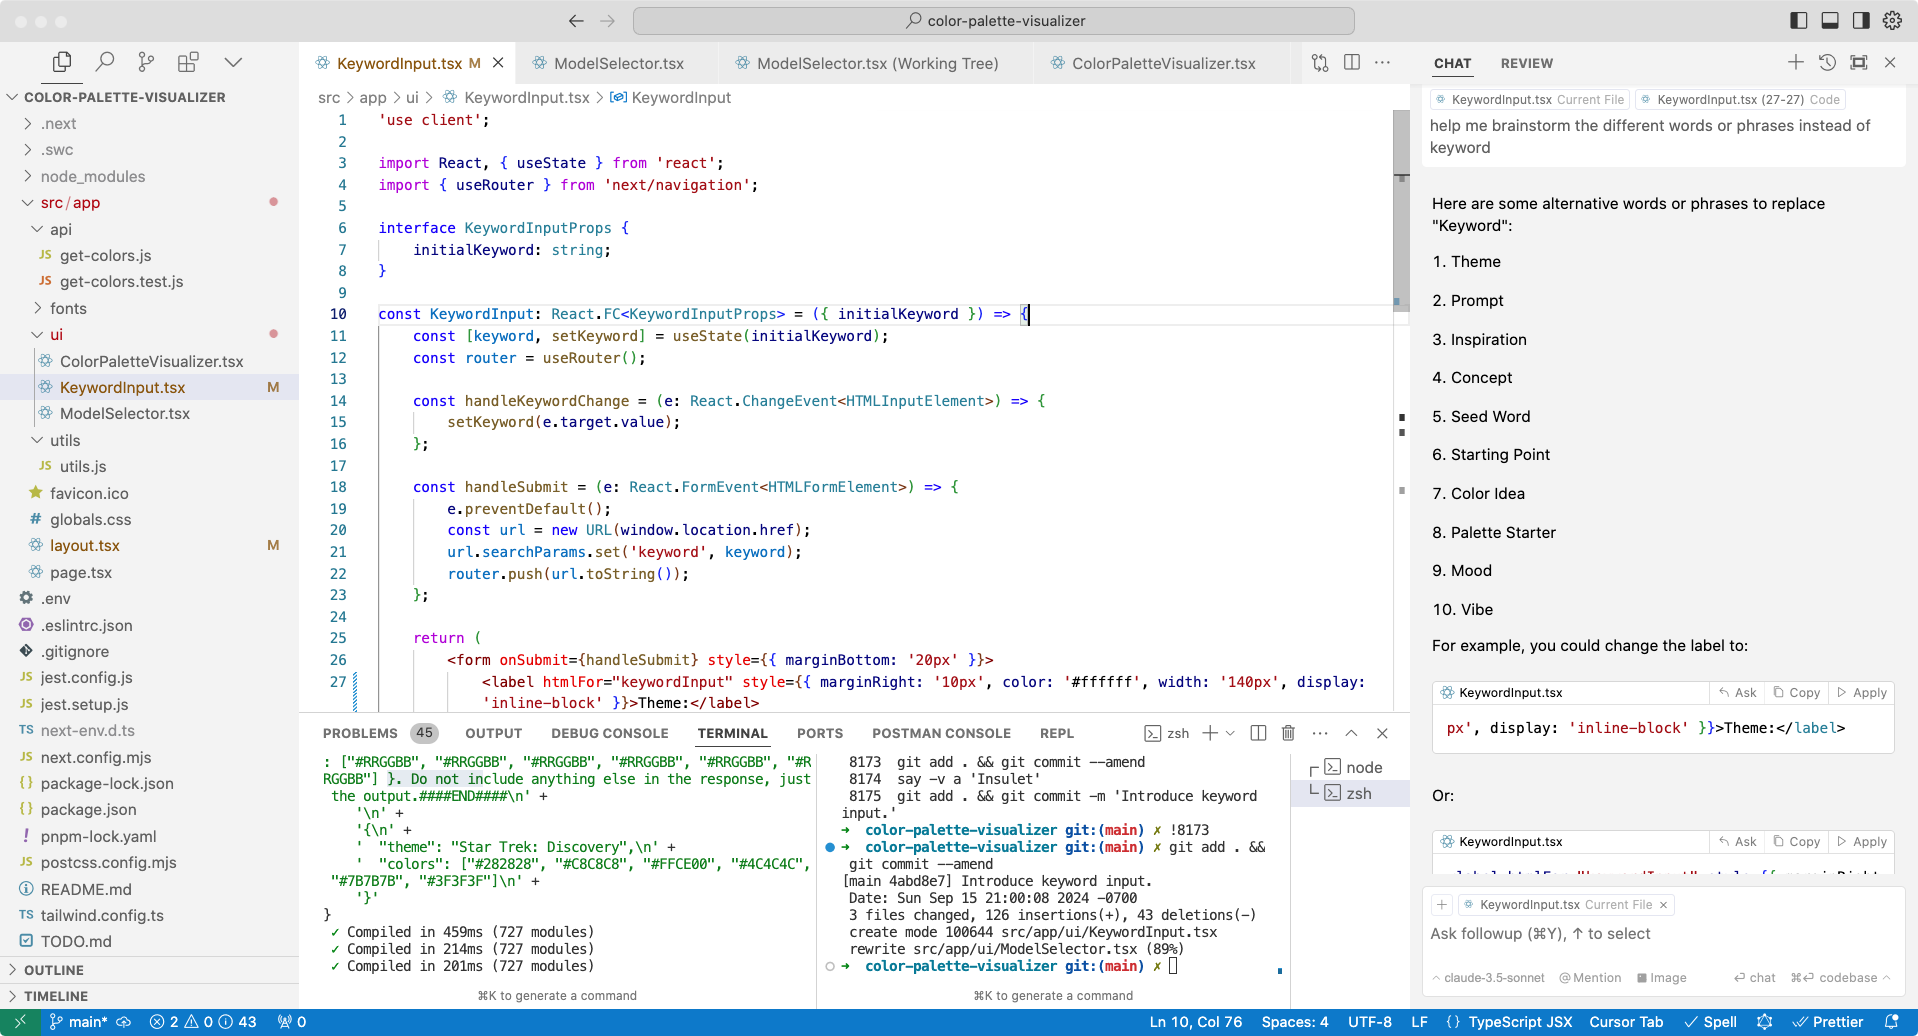 color-palette-visualizer
COLOR-PALETTE-VISUALIZER
.next
.swc
node_modules
src/app
api
JS get-colors.js
JS get-colors.test.js
fonts
ui
ColorPaletteVisualizer.tsx
KeywordInput.tsx M
ModelSelector.tsx
utils
JS utils.js
favicon.ico
# globals.css
layout.tsx M
page.tsx
.env
.eslintrc.json
.gitignore
JS jest.config.js
JS jest.setup.js
TS next-env.d.ts
JS next.config.mjs
{} package-lock.json
{} package.json
! pnpm-lock.yaml
JS postcss.config.mjs
README.md
TS tailwind.config.ts
TODO.md
OUTLINE
TIMELINE
KeywordInput.tsx M
ModelSelector.tsx
ModelSelector.tsx (Working Tree)
ColorPaletteVisualizer.tsx
src > app > ui > KeywordInput.tsx > KeywordInput
1 'use client';
2
3 import React, { useState } from 'react';
4 import { useRouter } from 'next/navigation';
5
6 interface KeywordInputProps {
7 initialKeyword: string;
8 }
9
10 const KeywordInput: React.FC<KeywordInputProps> = ({ initialKeyword }) => {
11 const [keyword, setKeyword] = useState(initialKeyword);
12 const router = useRouter();
13
14 const handleKeywordChange = (e: React.ChangeEvent<HTMLInputElement>) => {
15 setKeyword(e.target.value);
16 };
17
18 const handleSubmit = (e: React.FormEvent<HTMLFormElement>) => {
19 e.preventDefault();
20 const url = new URL(window.location.href);
21 url.searchParams.set('keyword', keyword);
22 router.push(url.toString());
23 };
24
25 return (
26 <form onSubmit={handleSubmit} style={{ marginBottom: '20px' }}>
27 <label htmlFor="keywordInput" style={{ marginRight: '10px', color: '#ffffff', width: '140px', display:
'inline-block' }}>Theme:</label>
PROBLEMS 45 OUTPUT DEBUG CONSOLE TERMINAL PORTS POSTMAN CONSOLE REPL
zsh
: ["#RRGGBB", "#RRGGBB", "#RRGGBB", "#RRGGBB", "#RRGGBB", "#R
RGGBB"] }. Do not include anything else in the response, just
the output.####END####\n' +
'\n' +
'{\n' +
' "theme": "Star Trek: Discovery",\n' +
' "colors": ["#282828", "#C8C8C8", "#FFCE00", "#4C4C4C",
"#7B7B7B", "#3F3F3F"]\n' +
'}'
}
✓ Compiled in 459ms (727 modules)
✓ Compiled in 214ms (727 modules)
✓ Compiled in 201ms (727 modules)
⌘K to generate a command
8173 git add . && git commit --amend
8174 say -v a 'Insulet'
8175 git add . && git commit -m 'Introduce keyword
input.'
➜ color-palette-visualizer git:(main) ✗ !8173
➜ color-palette-visualizer git:(main) ✗ git add . &&
git commit --amend
[main 4abd8e7] Introduce keyword input.
Date: Sun Sep 15 21:00:08 2024 -0700
3 files changed, 126 insertions(+), 43 deletions(-)
create mode 100644 src/app/ui/KeywordInput.tsx
rewrite src/app/ui/ModelSelector.tsx (89%)
➜ color-palette-visualizer git:(main) ✗
⌘K to generate a command
node
zsh
CHAT REVIEW
KeywordInput.tsx Current File KeywordInput.tsx (27-27) Code
help me brainstorm the different words or phrases instead of
keyword
Here are some alternative words or phrases to replace
"Keyword":
1. Theme
2. Prompt
3. Inspiration
4. Concept
5. Seed Word
6. Starting Point
7. Color Idea
8. Palette Starter
9. Mood
10. Vibe
For example, you could change the label to:
KeywordInput.tsx Ask Copy Apply
px', display: 'inline-block' }}>Theme:</label>
Or:
KeywordInput.tsx Ask Copy Apply
KeywordInput.tsx Current File ×
Ask followup (⌘Y), ↑ to select
claude-3.5-sonnet @ Mention Image ⏎ chat ⌘⏎ codebase
main* 2 0 43 0
Ln 10, Col 76 Spaces: 4 UTF-8 LF {} TypeScript JSX Cursor Tab Spell Prettier